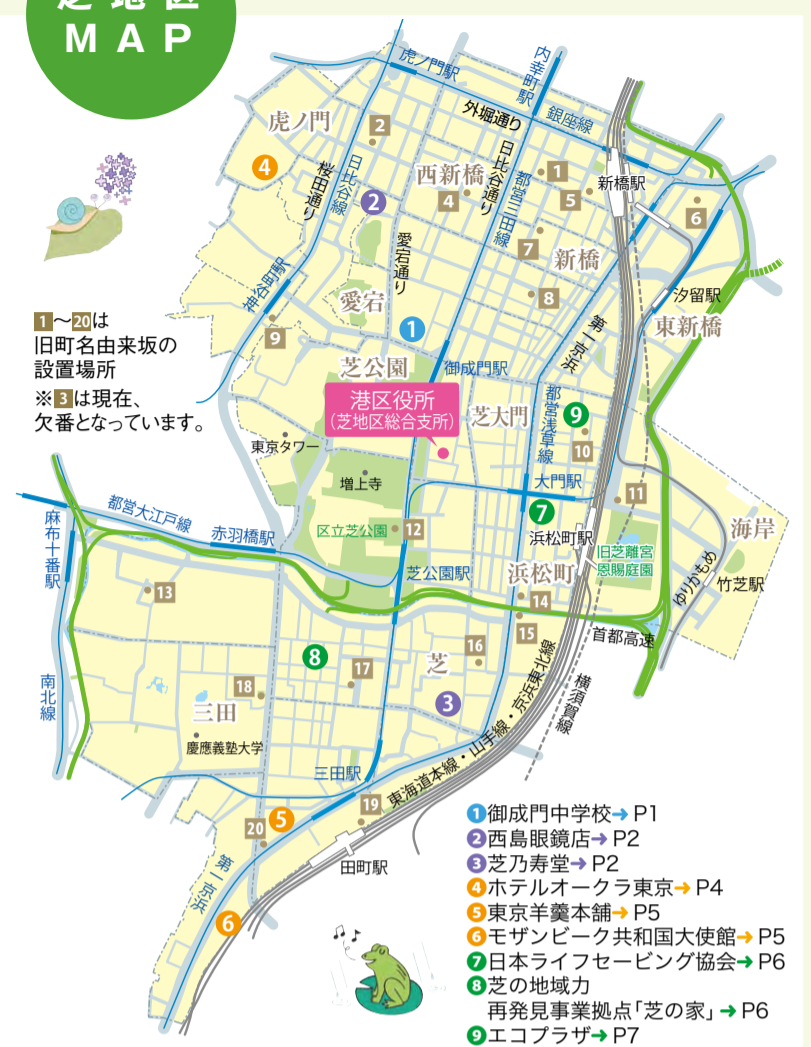 芝地区
MAP
虎ノ門駅
内幸町駅
外堀通り
銀座線
虎ノ門
2
4
桜田通り
日比谷線
2
西新橋
4
日比谷通り
都営三田線
1
5
新橋駅
6
7
新橋
8
愛宕通り
神谷町駅
愛宕
9
1
第一京浜
汐留駅
東新橋
1～20は
旧町名由来坂の
設置場所
※3は現在、
欠番となっています。
芝公園
御成門駅
港区役所
(芝地区総合支所)
芝大門
都営浅草線
9
10
東京タワー
増上寺
大門駅
7
11
海岸
都営大江戸線
麻布十番駅
赤羽橋駅
区立芝公園
12
浜松町駅
旧芝離宮
恩賜庭園
ゆりかもめ
竹芝駅
芝公園駅
浜松町
13
14
15
首都高速
8
16
17
芝
18
3
南北線
三田
慶應義塾大学
横須賀線
東海道本線・山手線・京浜東北線
三田駅
19
5
20
田町駅
第一京浜
6
1御成門中学校➜P1
2西島眼鏡店➜P2
3芝乃寿堂➜P2
4ホテルオークラ東京➜P4
5東京羊羹本舗➜P5
6モザンビーク共和国大使館➜P5
7日本ライフセービング協会➜P6
8芝の地域力
再発見事業拠点「芝の家」➜P6
9エコプラザ➜P7